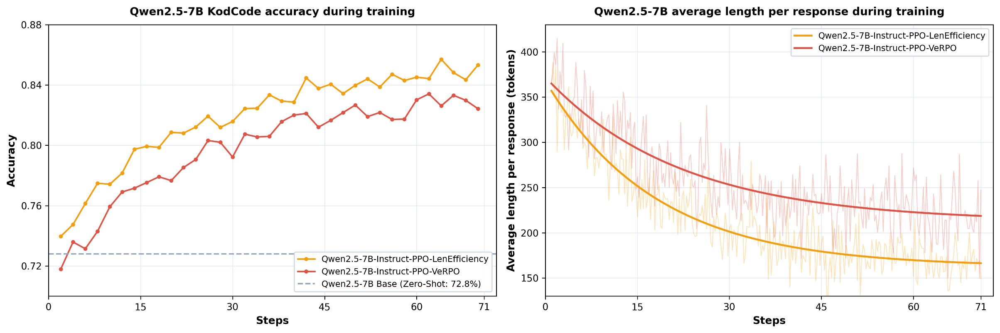 Qwen2.5-7B KodCode accuracy during training
0.88
0.84
0.80
0.76
0.72
Accuracy
Qwen2.5-7B-Instruct-PPO-LenEfficiency
Qwen2.5-7B-Instruct-PPO-VeRPO
Qwen2.5-7B Base (Zero-Shot: 72.8%)
0 15 30 45 60 71
Steps
Qwen2.5-7B average length per response during training
400
350
300
250
200
150
Average length per response (tokens)
Qwen2.5-7B-Instruct-PPO-LenEfficiency
Qwen2.5-7B-Instruct-PPO-VeRPO
0 15 30 45 60 71
Steps